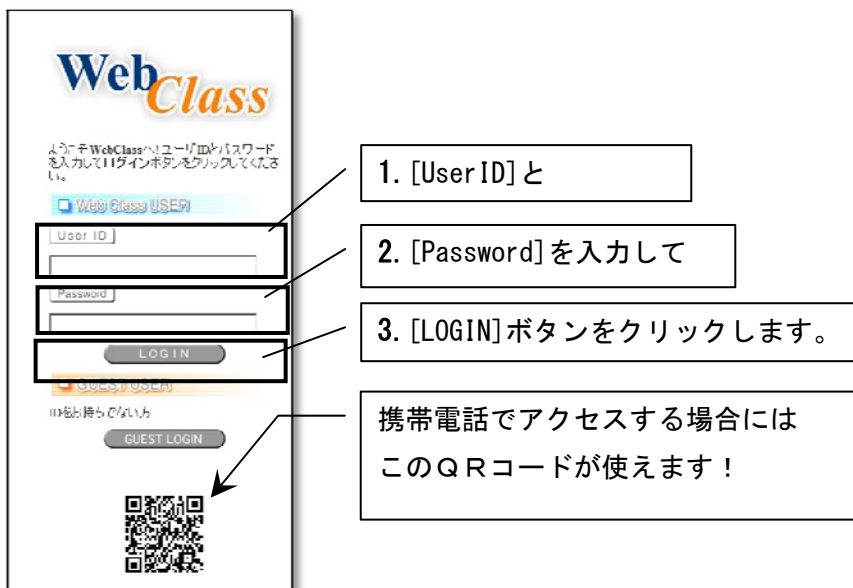 WebClass
ようこそWebClassへ！ユーザIDとパスワード
を入力してログインボタンをクリックしてくださ
い。
Web Class USER
User ID
Password
LOGIN
GUEST USER
IDをお持ちでない方
GUEST LOGIN
1. [UserID]と
2. [Password]を入力して
3. [LOGIN]ボタンをクリックします。
携帯電話でアクセスする場合には
このＱＲコードが使えます！